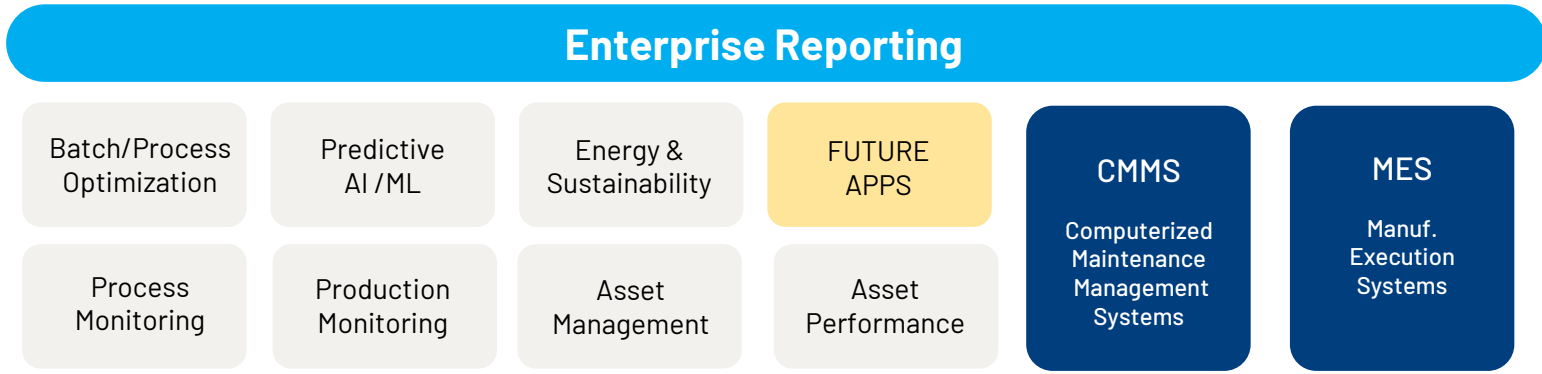 Enterprise Reporting
Batch/Process
Optimization
Predictive
AI /ML
Energy &
Sustainability
FUTURE
APPS
CMMS
Computerized
Maintenance
Management
Systems
MES
Manuf.
Execution
Systems
Process
Monitoring
Production
Monitoring
Asset
Management
Asset
Performance